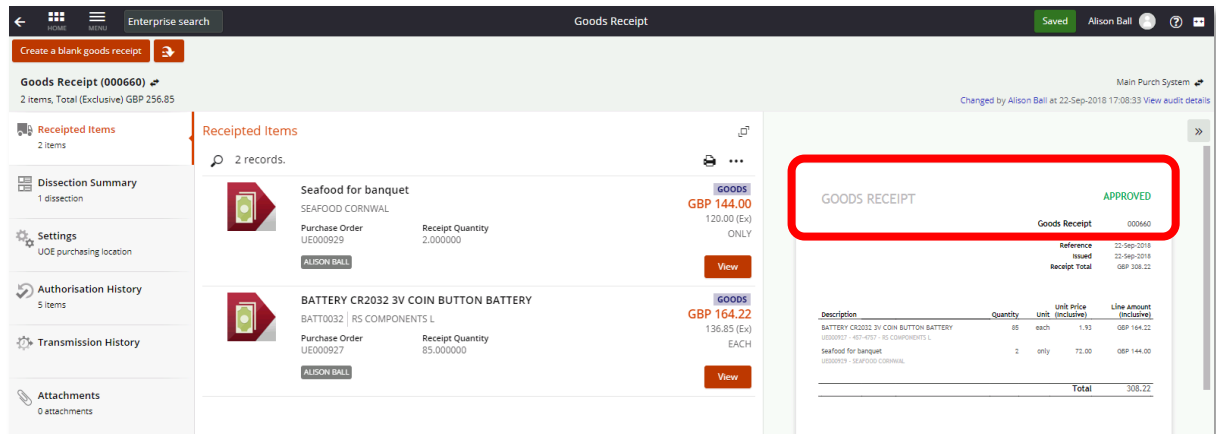 HOME
MENU
Enterprise search
Goods Receipt
Saved
Alison Ball
Create a blank goods receipt
Goods Receipt (000660)
2 items, Total (Exclusive) GBP 256.85
Main Purch System
Changed by Alison Ball at 22-Sep-2018 17:08:33 View audit details
Receipted Items
2 items
Dissection Summary
1 dissection
Settings
UOE purchasing location
Authorisation History
5 items
Transmission History
Attachments
0 attachments
Receipted Items
2 records.
Seafood for banquet
SEAFOOD CORNWAL
Purchase Order
UE000929
Receipt Quantity
2.000000
ALISON BALL
GOODS
GBP 144.00
120.00 (Ex)
ONLY
View
BATTERY CR2032 3V COIN BUTTON BATTERY
BATT0032 | RS COMPONENTS L
Purchase Order
UE000927
Receipt Quantity
85.000000
ALISON BALL
GOODS
GBP 164.22
136.85 (Ex)
EACH
View
GOODS RECEIPT APPROVED
Goods Receipt 000660
Reference 22-Sep-2018
Issued 22-Sep-2018
Receipt Total GBP 308.22
Description Quantity Unit Unit Price (Inclusive) Line Amount (Inclusive)
BATTERY CR2032 3V COIN BUTTON BATTERY 85 each 1.93 GBP 164.22
UE000927 - 457-4757 - RS COMPONENTS L
Seafood for banquet 2 only 72.00 GBP 144.00
UE000929 - SEAFOOD CORNWAL
Total 308.22